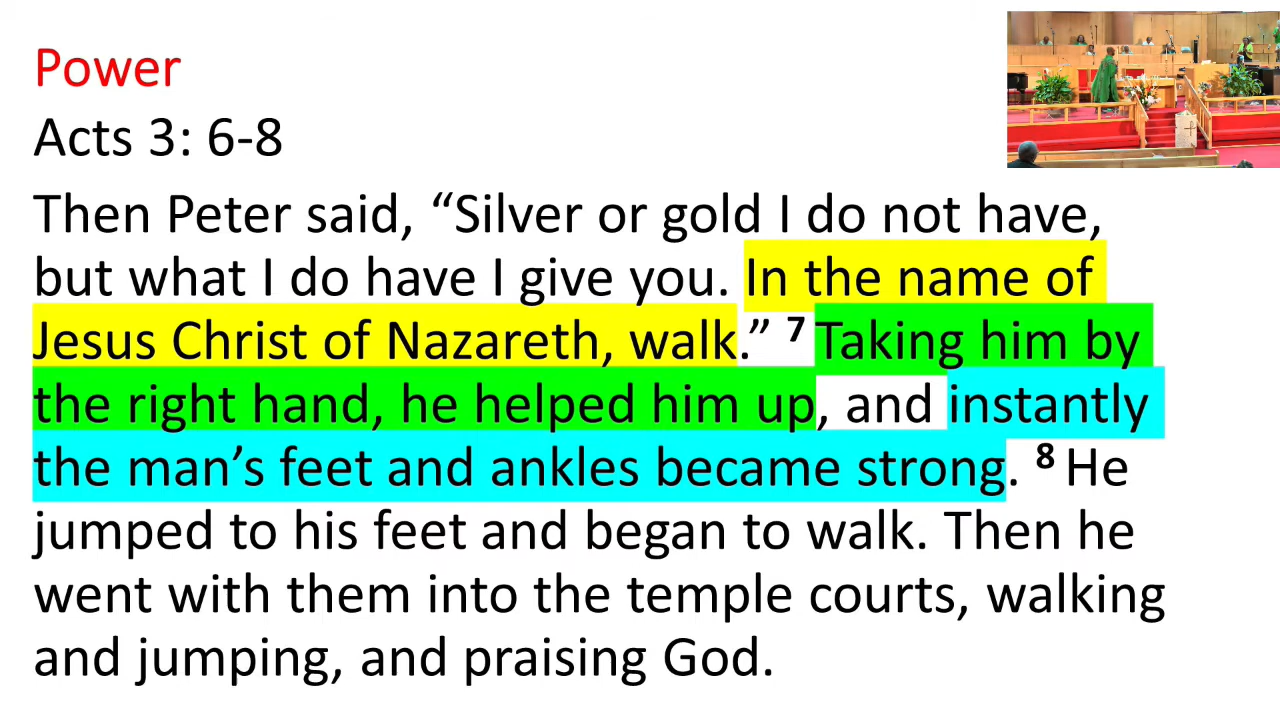 Power
Acts 3: 6-8
Then Peter said, “Silver or gold I do not have,
but what I do have I give you. In the name of
Jesus Christ of Nazareth, walk.” 7 Taking him by
the right hand, he helped him up, and instantly
the man’s feet and ankles became strong. 8 He
jumped to his feet and began to walk. Then he
went with them into the temple courts, walking
and jumping, and praising God.